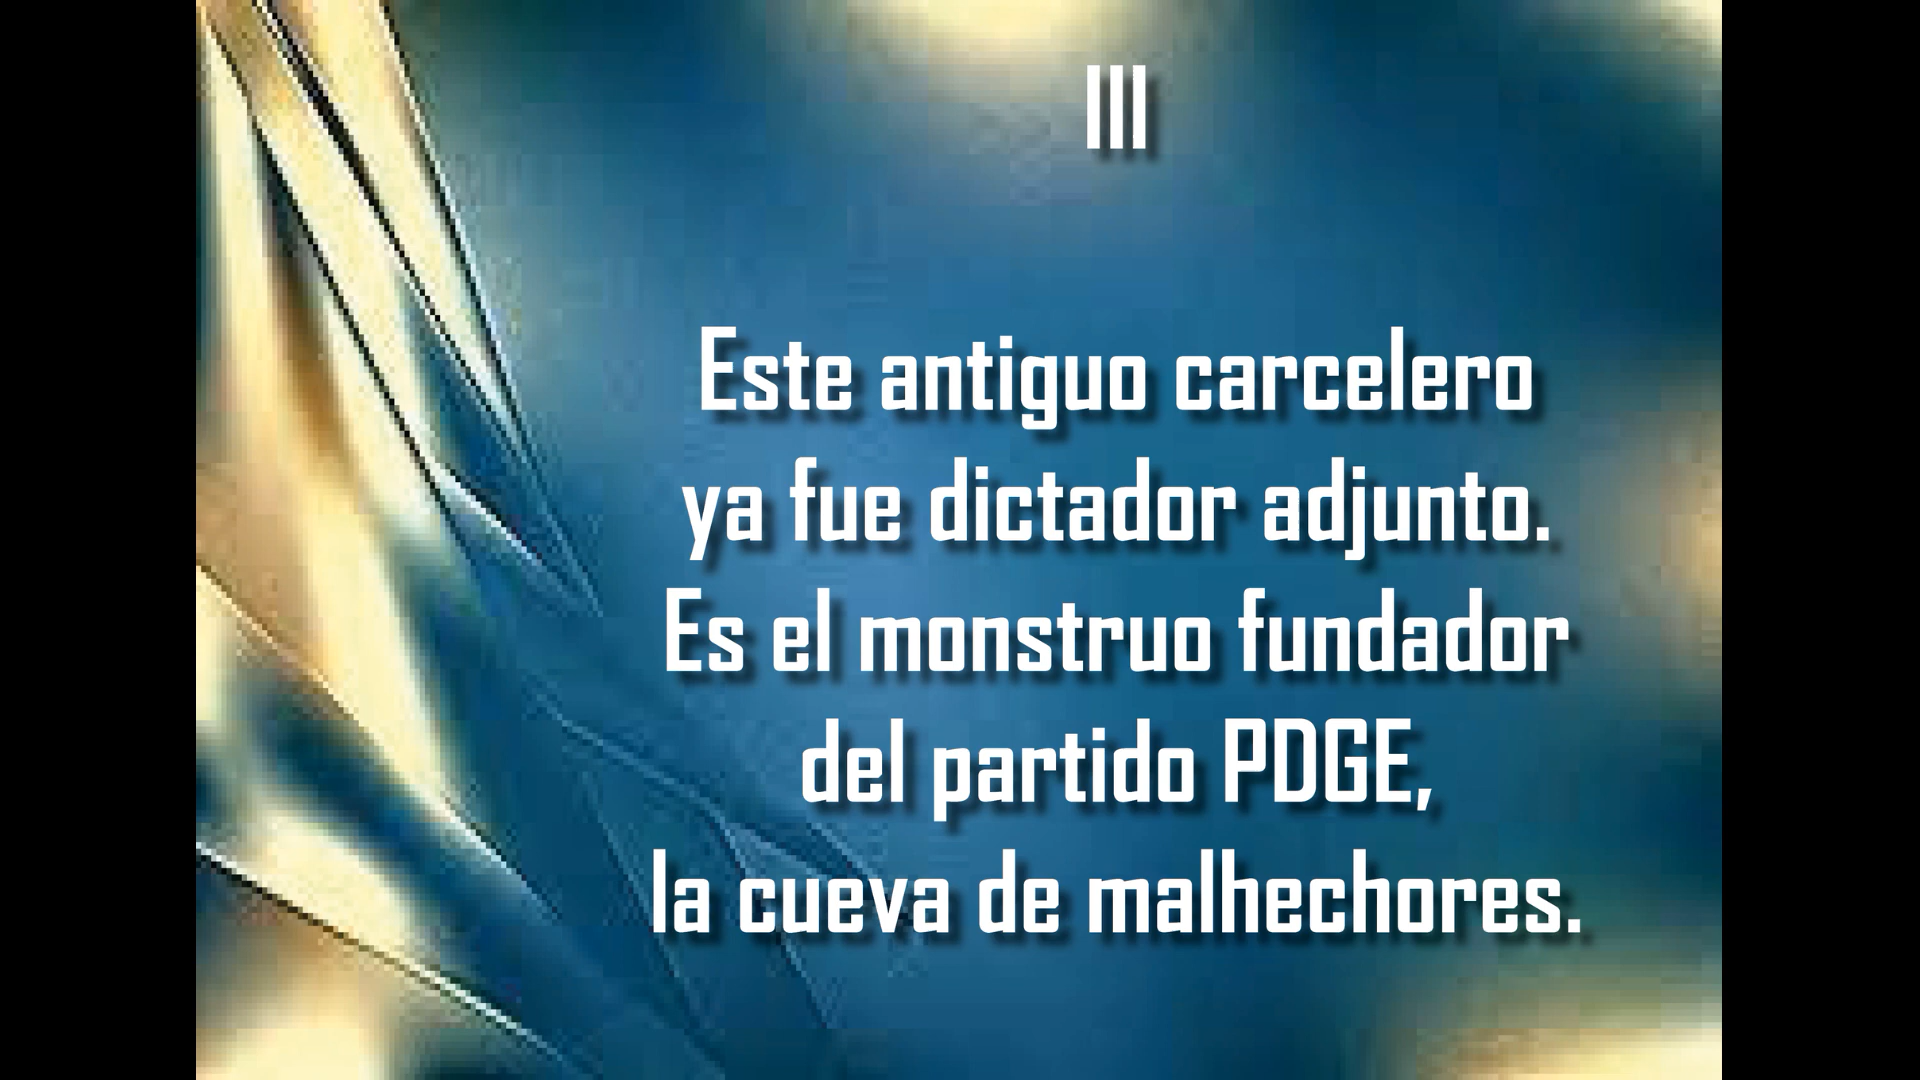 III
Este antiguo carcelero
ya fue dictador adjunto.
Es el monstruo fundador
del partido PDGE,
la cueva de malhechores.